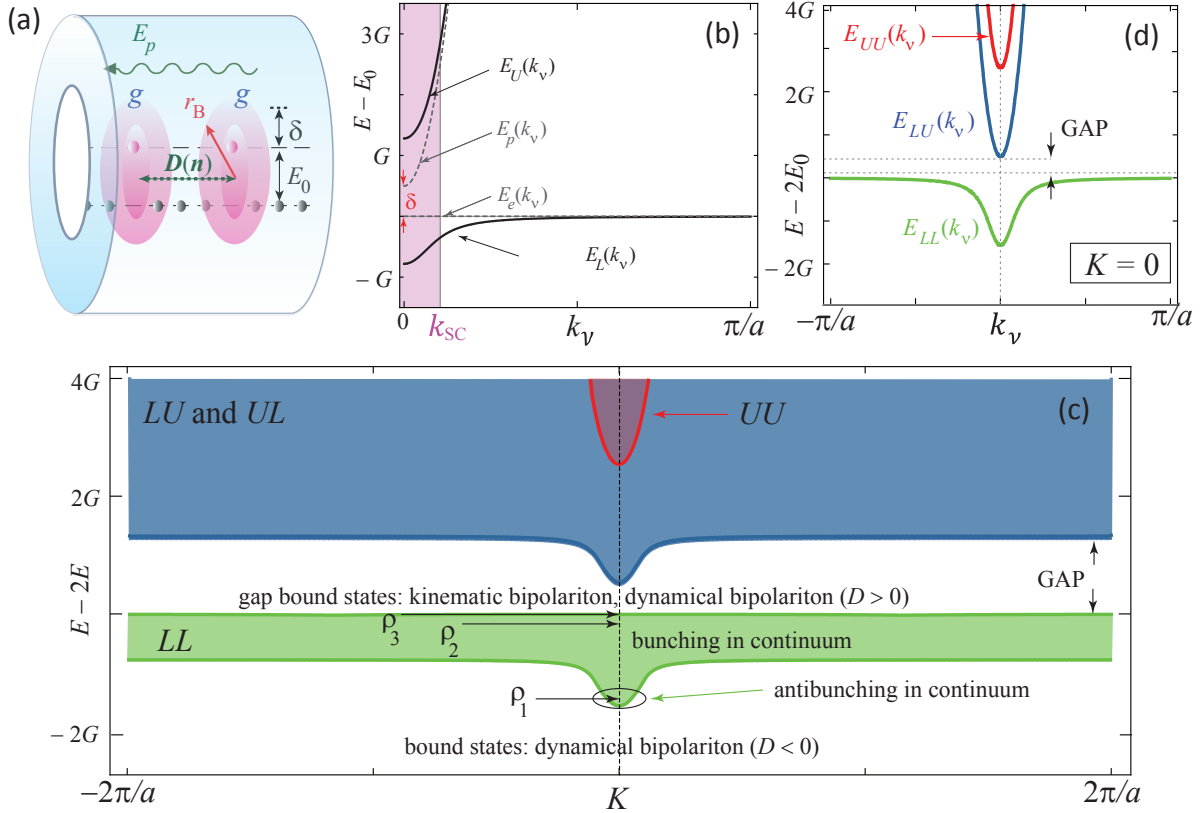 (a)
E_p
g g
r_B
δ
D(n)
E_0
(b)
E − E_0
3G
G
− G
E_U(k_ν)
E_p(k_ν)
δ
E_e(k_ν)
E_L(k_ν)
0
k_SC
k_ν
π/a
(d)
E − 2E_0
4G
2G
0
− 2G
E_UU(k_ν)
E_LU(k_ν)
GAP
E_LL(k_ν)
K = 0
−π/a
k_ν
π/a
(c)
E − 2E
4G
2G
0
− 2G
LU and UL
UU
GAP
gap bound states: kinematic bipolariton, dynamical bipolariton (D > 0)
LL
ρ_3
ρ_2
bunching in continuum
ρ_1
antibunching in continuum
bound states: dynamical bipolariton (D < 0)
−2π/a
K
2π/a